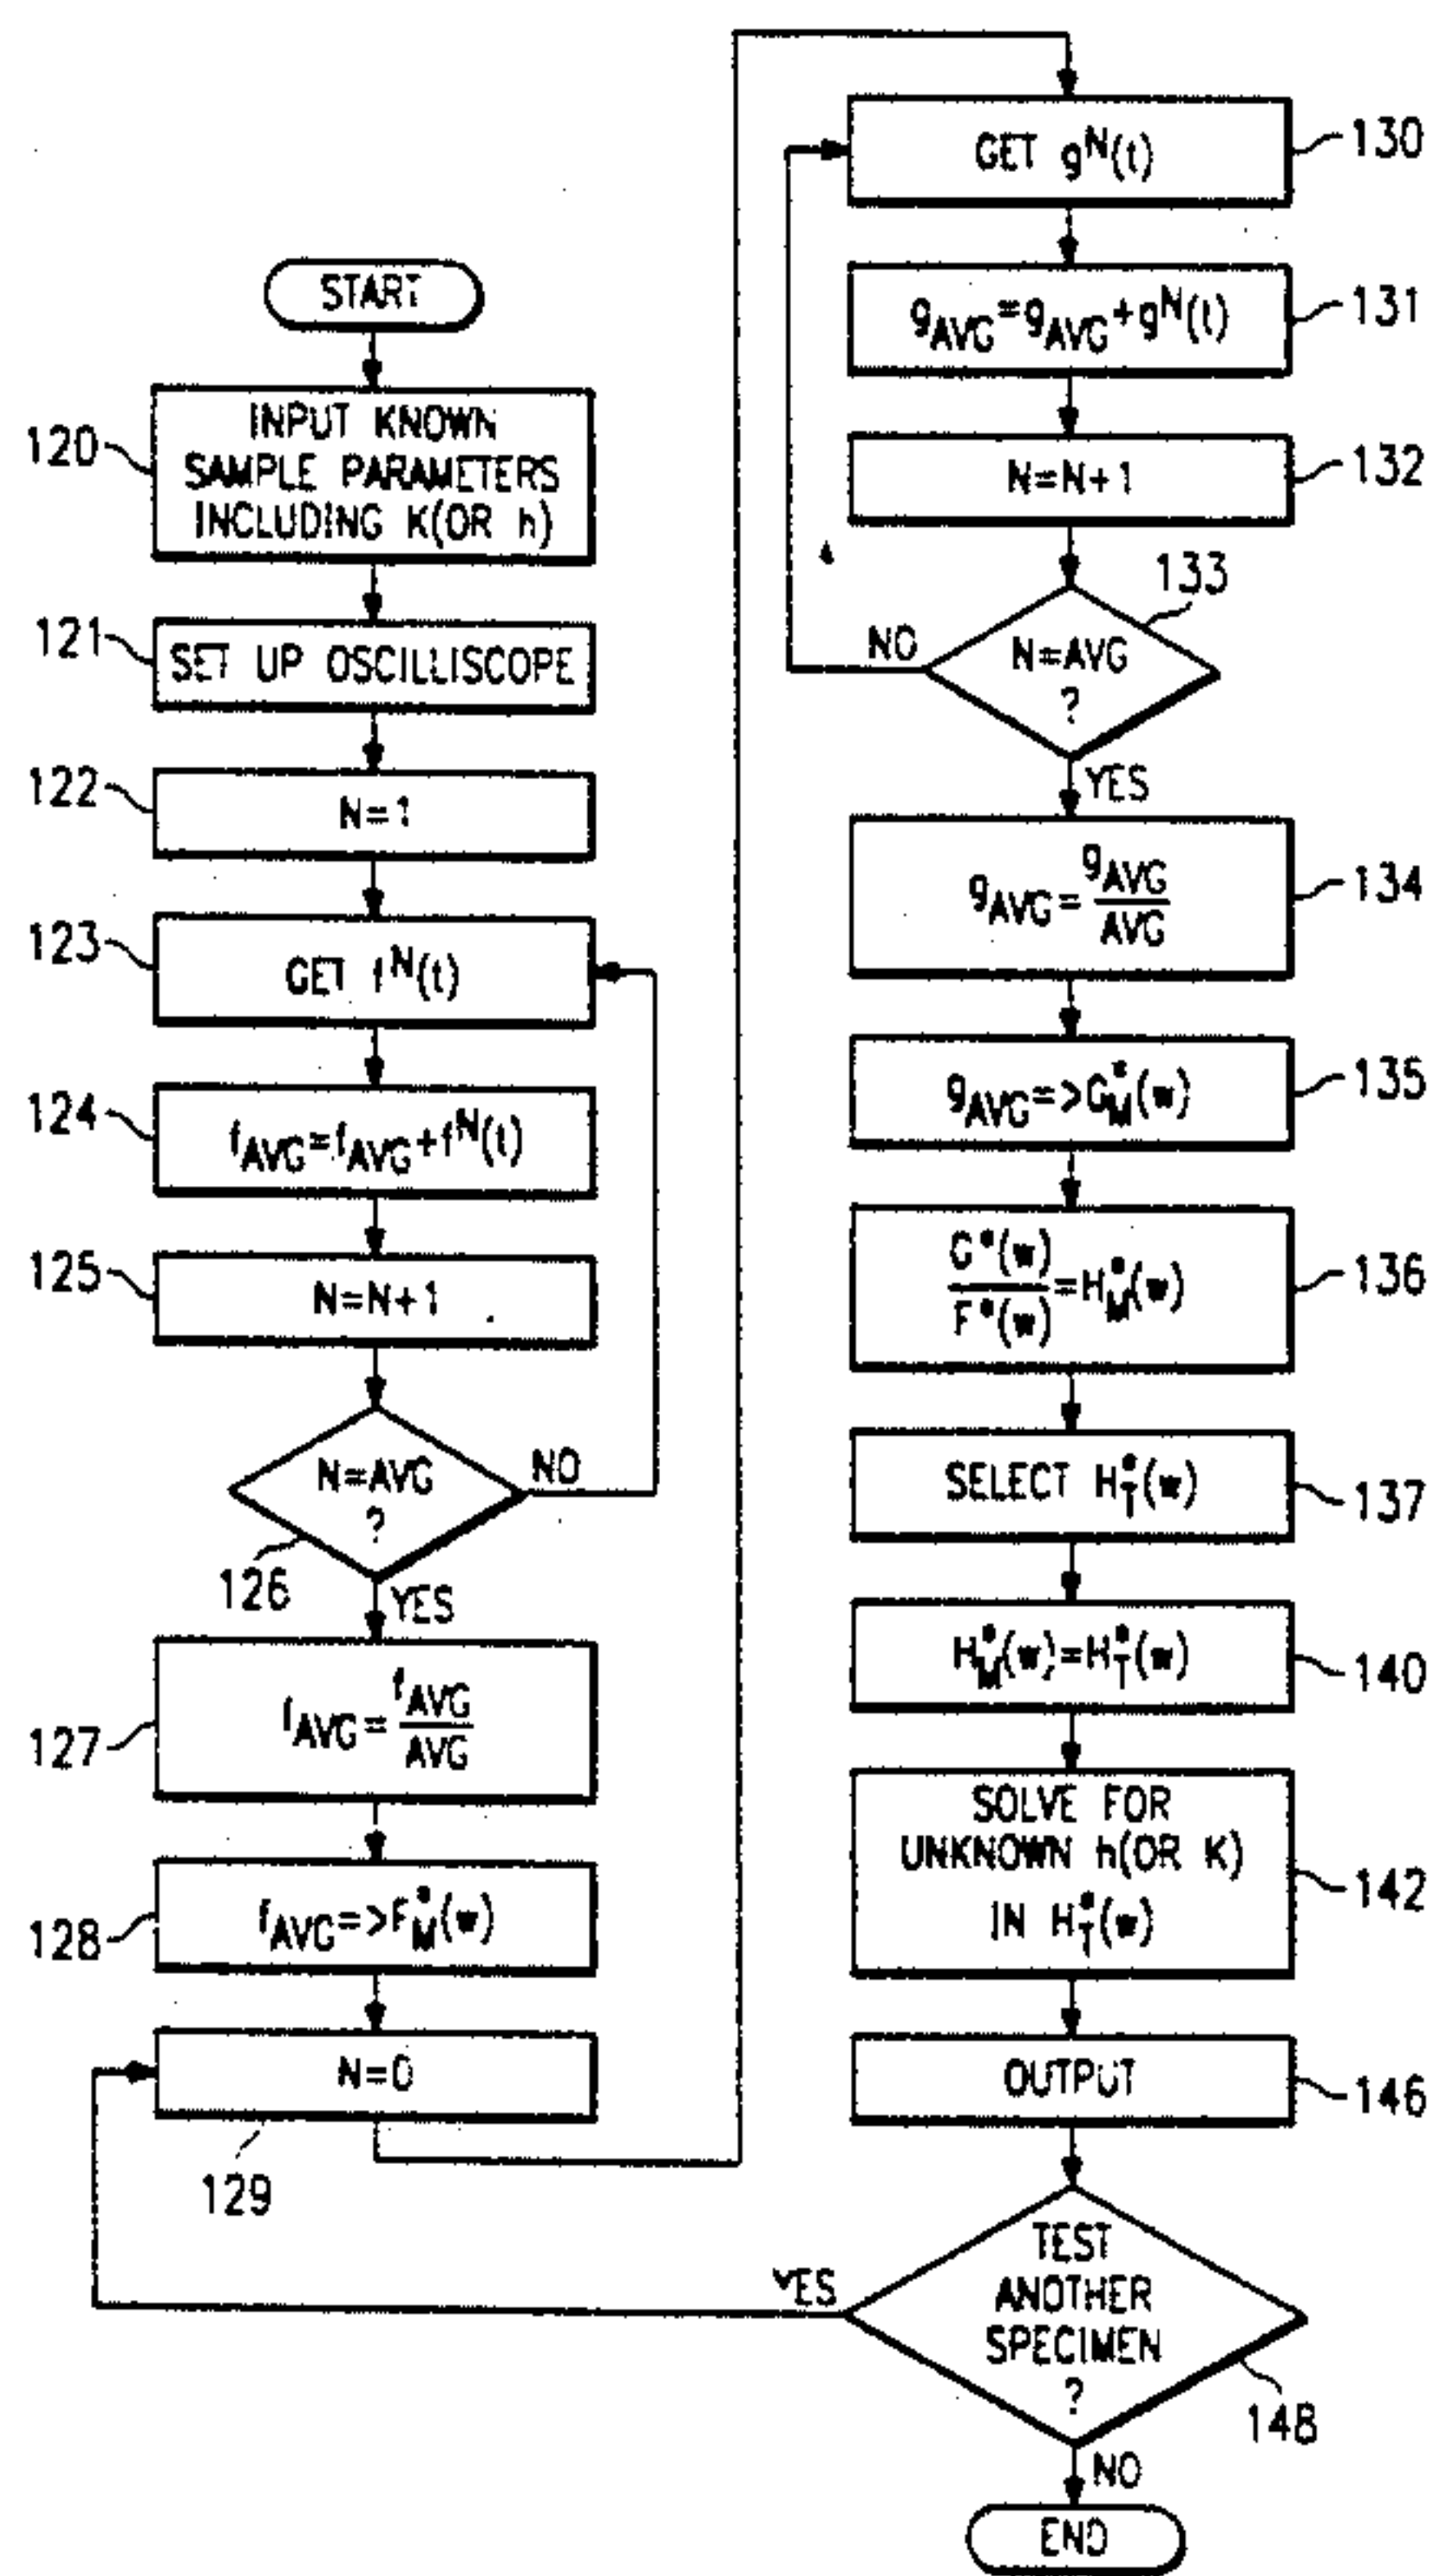 START
120
INPUT KNOWN
SAMPLE PARAMETERS
INCLUDING K(OR h)
121
SET UP OSCILLISCOPE
122
N=1
123
GET f^N(t)
124
f_AVG=f_AVG+f^N(t)
125
N=N+1
N=AVG
?
NO
126
YES
127
f_AVG=f_AVG/AVG
128
f_AVG=>F*_M(w)
N=0
129
GET g^N(t)
130
g_AVG=g_AVG+g^N(t)
131
N=N+1
132
133
NO
N=AVG
?
YES
g_AVG=g_AVG/AVG
134
g_AVG=>G*_M(w)
135
G*(w)/F*(w)=H*_M(w)
136
SELECT H*_T(w)
137
H*_M(w)=H*_T(w)
140
SOLVE FOR
UNKNOWN h(OR K)
IN H*_T(w)
142
OUTPUT
146
YES
TEST
ANOTHER
SPECIMEN
?
148
NO
END